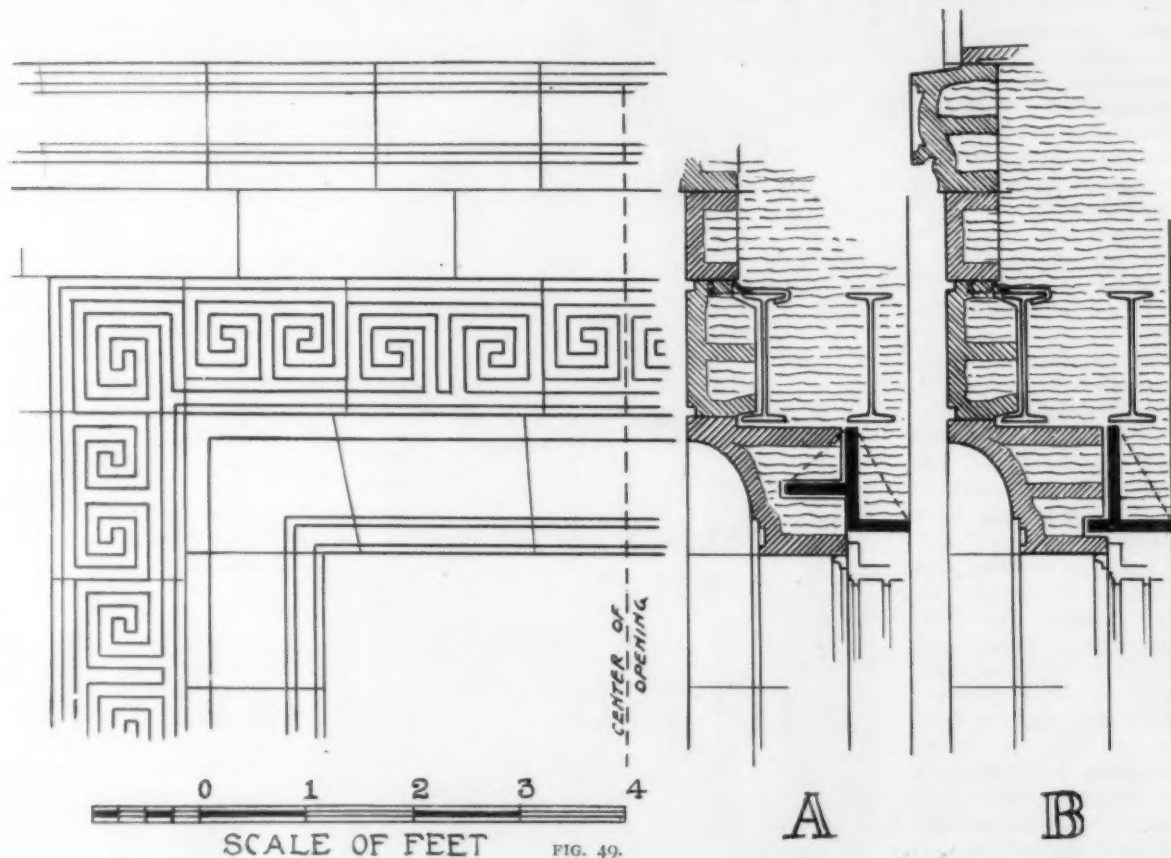 CENTER OF
OPENING
0 1 2 3 4
SCALE OF FEET
FIG. 49.
A
B